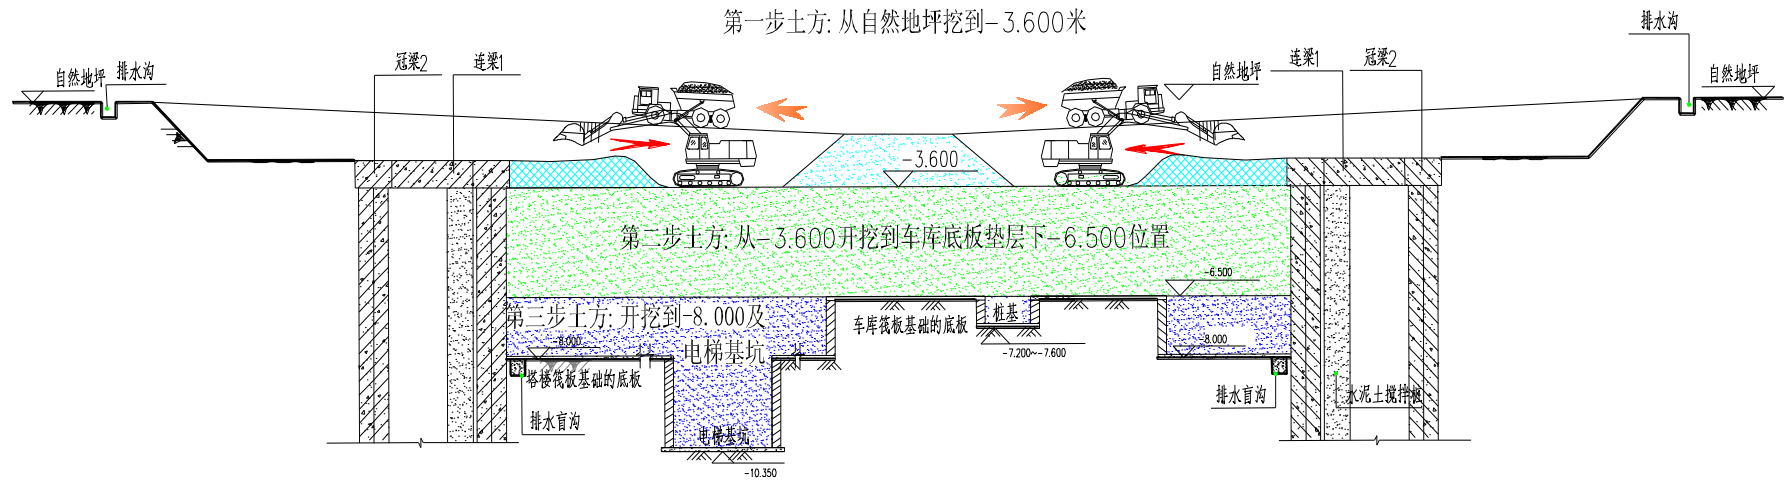 第一步土方: 从自然地坪挖到-3.600米
排水沟
自然地坪
排水沟
冠梁2
连梁1
自然地坪
连梁1
冠梁2
自然地坪
-3.600
第二步土方: 从-3.600开挖到车库底板垫层下-6.500位置
-6.500
第三步土方: 开挖到-8.000及
电梯基坑
车库筏板基础的底板
桩基
-8.000
-7.200~-7.600
-8.000
塔楼筏板基础的底板
排水盲沟
排水盲沟
水泥土搅拌桩
电梯基坑
-10.350